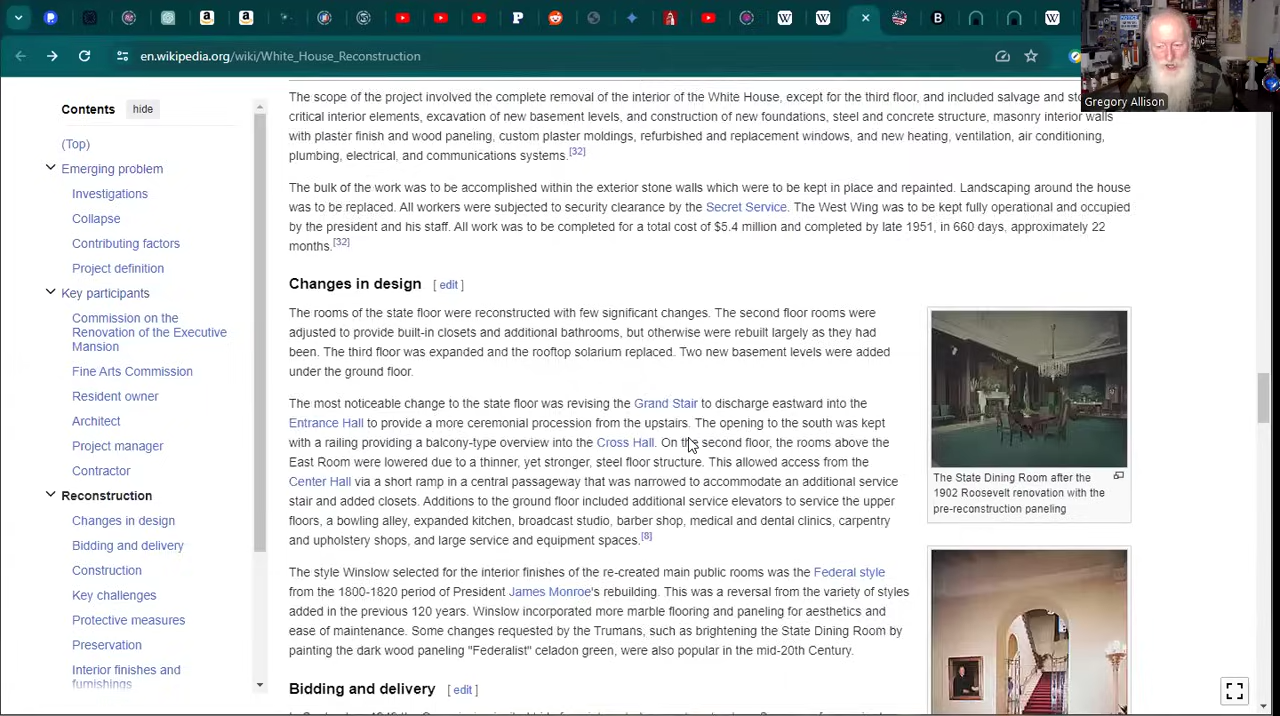 en.wikipedia.org/wiki/White_House_Reconstruction
Gregory Allison
Contents
hide
(Top)
Emerging problem
Investigations
Collapse
Contributing factors
Project definition
Key participants
Commission on the
Renovation of the Executive
Mansion
Fine Arts Commission
Resident owner
Architect
Project manager
Contractor
Reconstruction
Changes in design
Bidding and delivery
Construction
Key challenges
Protective measures
Preservation
Interior finishes and
furnishings
The scope of the project involved the complete removal of the interior of the White House, except for the third floor, and included salvage and
critical interior elements, excavation of new basement levels, and construction of new foundations, steel and concrete structure, masonry interior walls
with plaster finish and wood paneling, custom plaster moldings, refurbished and replacement windows, and new heating, ventilation, air conditioning,
plumbing, electrical, and communications systems.[32]
The bulk of the work was to be accomplished within the exterior stone walls which were to be kept in place and repainted. Landscaping around the house
was to be replaced. All workers were subjected to security clearance by the Secret Service. The West Wing was to be kept fully operational and occupied
by the president and his staff. All work was to be completed for a total cost of $5.4 million and completed by late 1951, in 660 days, approximately 22
months.[32]
Changes in design [ edit ]
The rooms of the state floor were reconstructed with few significant changes. The second floor rooms were
adjusted to provide built-in closets and additional bathrooms, but otherwise were rebuilt largely as they had
been. The third floor was expanded and the rooftop solarium replaced. Two new basement levels were added
under the ground floor.
The most noticeable change to the state floor was revising the Grand Stair to discharge eastward into the
Entrance Hall to provide a more ceremonial procession from the upstairs. The opening to the south was kept
with a railing providing a balcony-type overview into the Cross Hall. On the second floor, the rooms above the
East Room were lowered due to a thinner, yet stronger, steel floor structure. This allowed access from the
Center Hall via a short ramp in a central passageway that was narrowed to accommodate an additional service
stair and added closets. Additions to the ground floor included additional service elevators to service the upper
floors, a bowling alley, expanded kitchen, broadcast studio, barber shop, medical and dental clinics, carpentry
and upholstery shops, and large service and equipment spaces.[8]
The style Winslow selected for the interior finishes of the re-created main public rooms was the Federal style
from the 1800-1820 period of President James Monroe's rebuilding. This was a reversal from the variety of styles
added in the previous 120 years. Winslow incorporated more marble flooring and paneling for aesthetics and
ease of maintenance. Some changes requested by the Trumans, such as brightening the State Dining Room by
painting the dark wood paneling "Federalist" celadon green, were also popular in the mid-20th Century.
Bidding and delivery [ edit ]
The State Dining Room after the
1902 Roosevelt renovation with the
pre-reconstruction paneling